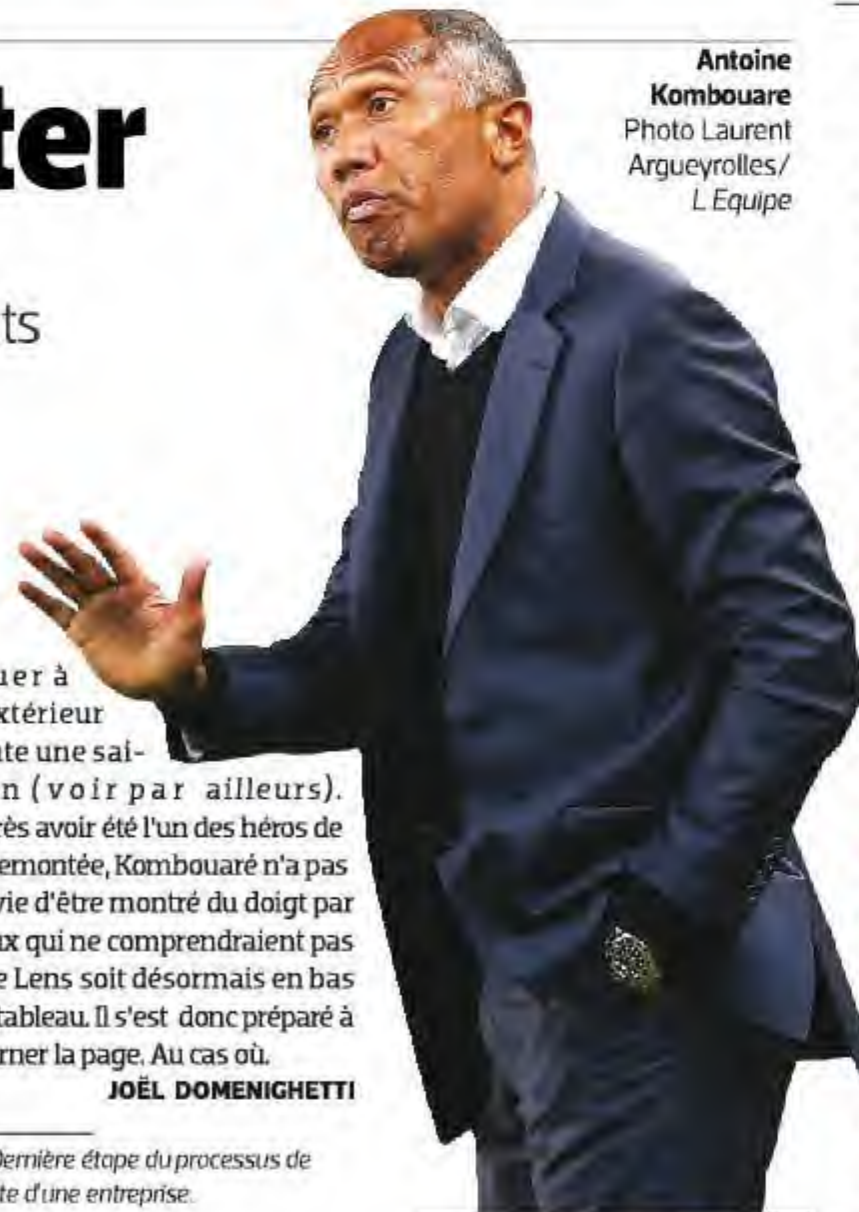 ter
ts
Antoine
Kombouare
Photo Laurent
Argueyrolles/
L Equipe
uer à
xtérieur
te une sai-
n (voir par ailleurs).
rès avoir été l'un des héros de
emontée, Kombouaré n'a pas
vie d'être montré du doigt par
ux qui ne comprendraient pas
e Lens soit désormais en bas
tableau. Il s'est donc préparé à
rner la page. Au cas où.
JOËL DOMENIGHETTI
Dernière étape du processus de
te d'une entreprise.